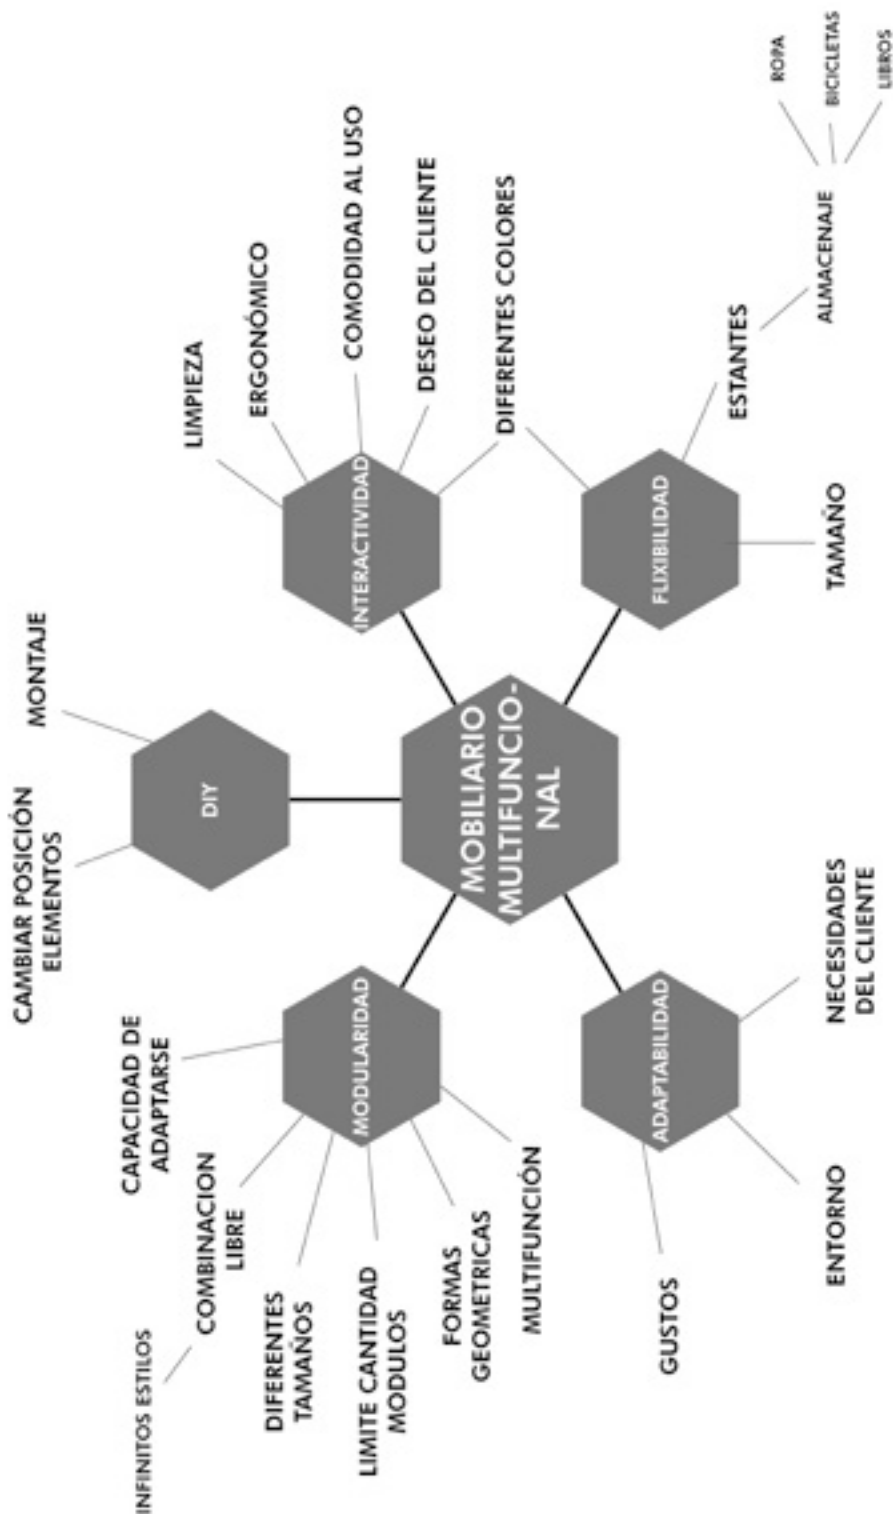 CAMBIAR POSICIÓN
ELEMENTOS
MONTAJE
DIY
CAPACIDAD DE
ADAPTARSE
INFINITOS ESTILOS
COMBINACION
LIBRE
DIFERENTES
TAMAÑOS
LIMITE CANTIDAD
MODULOS
FORMAS
GEOMETRICAS
MULTIFUNCIÓN
MODULARIDAD
LIMPIEZA
ERGONÓMICO
COMODIDAD AL USO
DESEO DEL CLIENTE
INTERACTIVIDAD
DIFERENTES COLORES
MOBILIARIO
MULTIFUNCIO-
NAL
ADAPTABILIDAD
GUSTOS
ENTORNO
NECESIDADES
DEL CLIENTE
FLIXIBILIDAD
TAMAÑO
ESTANTES
ALMACENAJE
ROPA
BICICLETAS
LIBROS